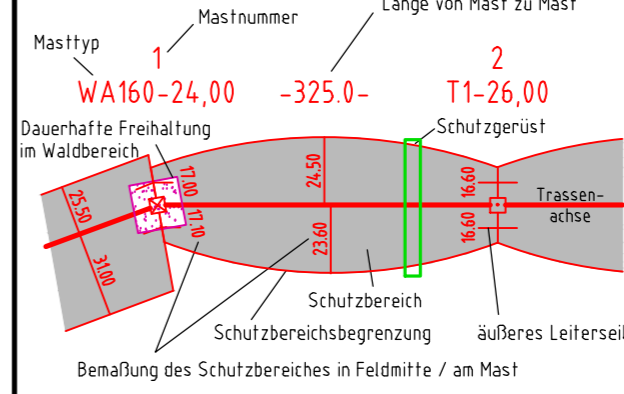 Länge von Mast zu Mast
Mastnummer
Masttyp
1
2
WA160-24,00
-325.0-
T1-26,00
Dauerhafte Freihaltung
im Waldbereich
Schutzgerüst
17.00
24.50
16.60
25.50
Trassen-
achse
17.10
23.60
16.60
31.00
Schutzbereich
Schutzbereichsbegrenzung
äußeres Leiterseil
Bemaßung des Schutzbereiches in Feldmitte / am Mast